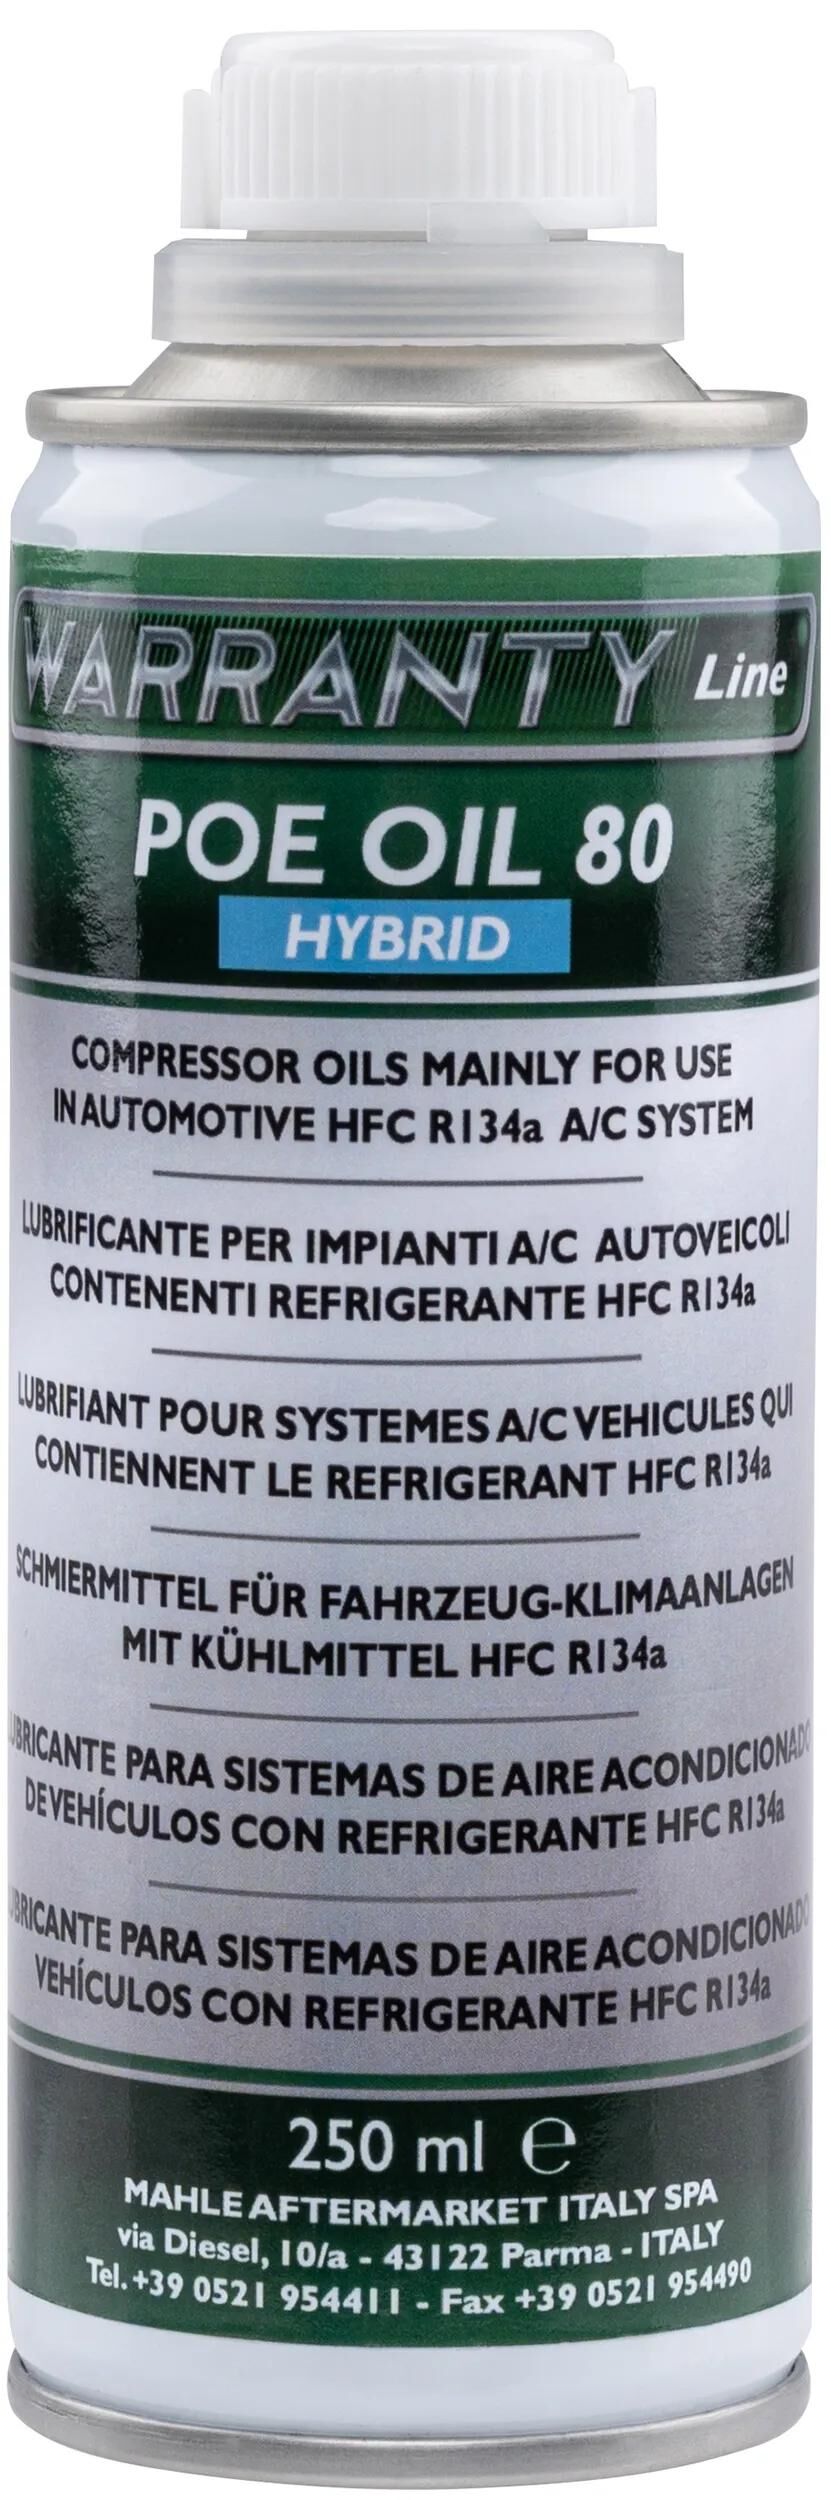 WARRANTY Line
POE OIL 80
HYBRID
COMPRESSOR OILS MAINLY FOR USE
IN AUTOMOTIVE HFC R134a A/C SYSTEM
LUBRIFICANTE PER IMPIANTI A/C AUTOVEICOLI
CONTENENTI REFRIGERANTE HFC R134a
LUBRIFIANT POUR SYSTEMES A/C VEHICULES QUI
CONTIENNENT LE REFRIGERANT HFC R134a
SCHMIERMITTEL FÜR FAHRZEUG-KLIMAANLAGEN
MIT KÜHLMITTEL HFC R134a
LUBRICANTE PARA SISTEMAS DE AIRE ACONDICIONADO
DE VEHÍCULOS CON REFRIGERANTE HFC R134a
LUBRICANTE PARA SISTEMAS DE AIRE ACONDICIONADO
VEHÍCULOS CON REFRIGERANTE HFC R134a
250 ml ℮
MAHLE AFTERMARKET ITALY SPA
via Diesel, 10/a - 43122 Parma - ITALY
Tel. +39 0521 954411 - Fax +39 0521 954490